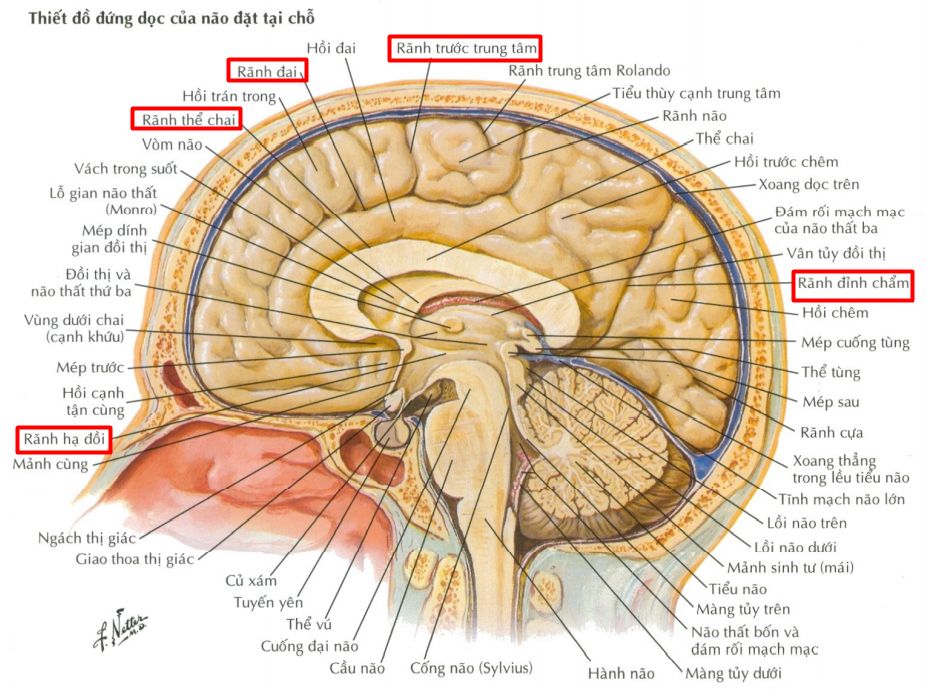 Thiết đồ đứng dọc của não đặt tại chỗ
Hồi đai
Rãnh trước trung tâm
Rãnh đai
Rãnh trung tâm Rolando
Hồi trán trong
Tiểu thùy cạnh trung tâm
Rãnh thể chai
Rãnh não
Vòm não
Thể chai
Vách trong suốt
Hồi trước chêm
Lỗ gian não thất
(Monro)
Xoang dọc trên
Mép dính
gian đồi thị
Đám rối mạch mạc
của não thất ba
Vân tủy đồi thị
Đồi thị và
não thất thứ ba
Rãnh đỉnh chẩm
Vùng dưới chai
(cạnh khứu)
Hồi chêm
Mép cuống tùng
Mép trước
Thể tùng
Hồi cạnh
tận cùng
Mép sau
Rãnh hạ đồi
Rãnh cựa
Mảnh cùng
Xoang thẳng
trong lều tiểu não
Tĩnh mạch não lớn
Lồi não trên
Ngách thị giác
Lồi não dưới
Giao thoa thị giác
Mảnh sinh tư (mái)
Củ xám
Tiểu não
Tuyến yên
Màng tủy trên
Thể vú
Não thất bốn và
đám rối mạch mạc
Cuống đại não
Cầu não
Cống não (Sylvius)
Hành não
Màng tủy dưới
F. Netter
M.D.